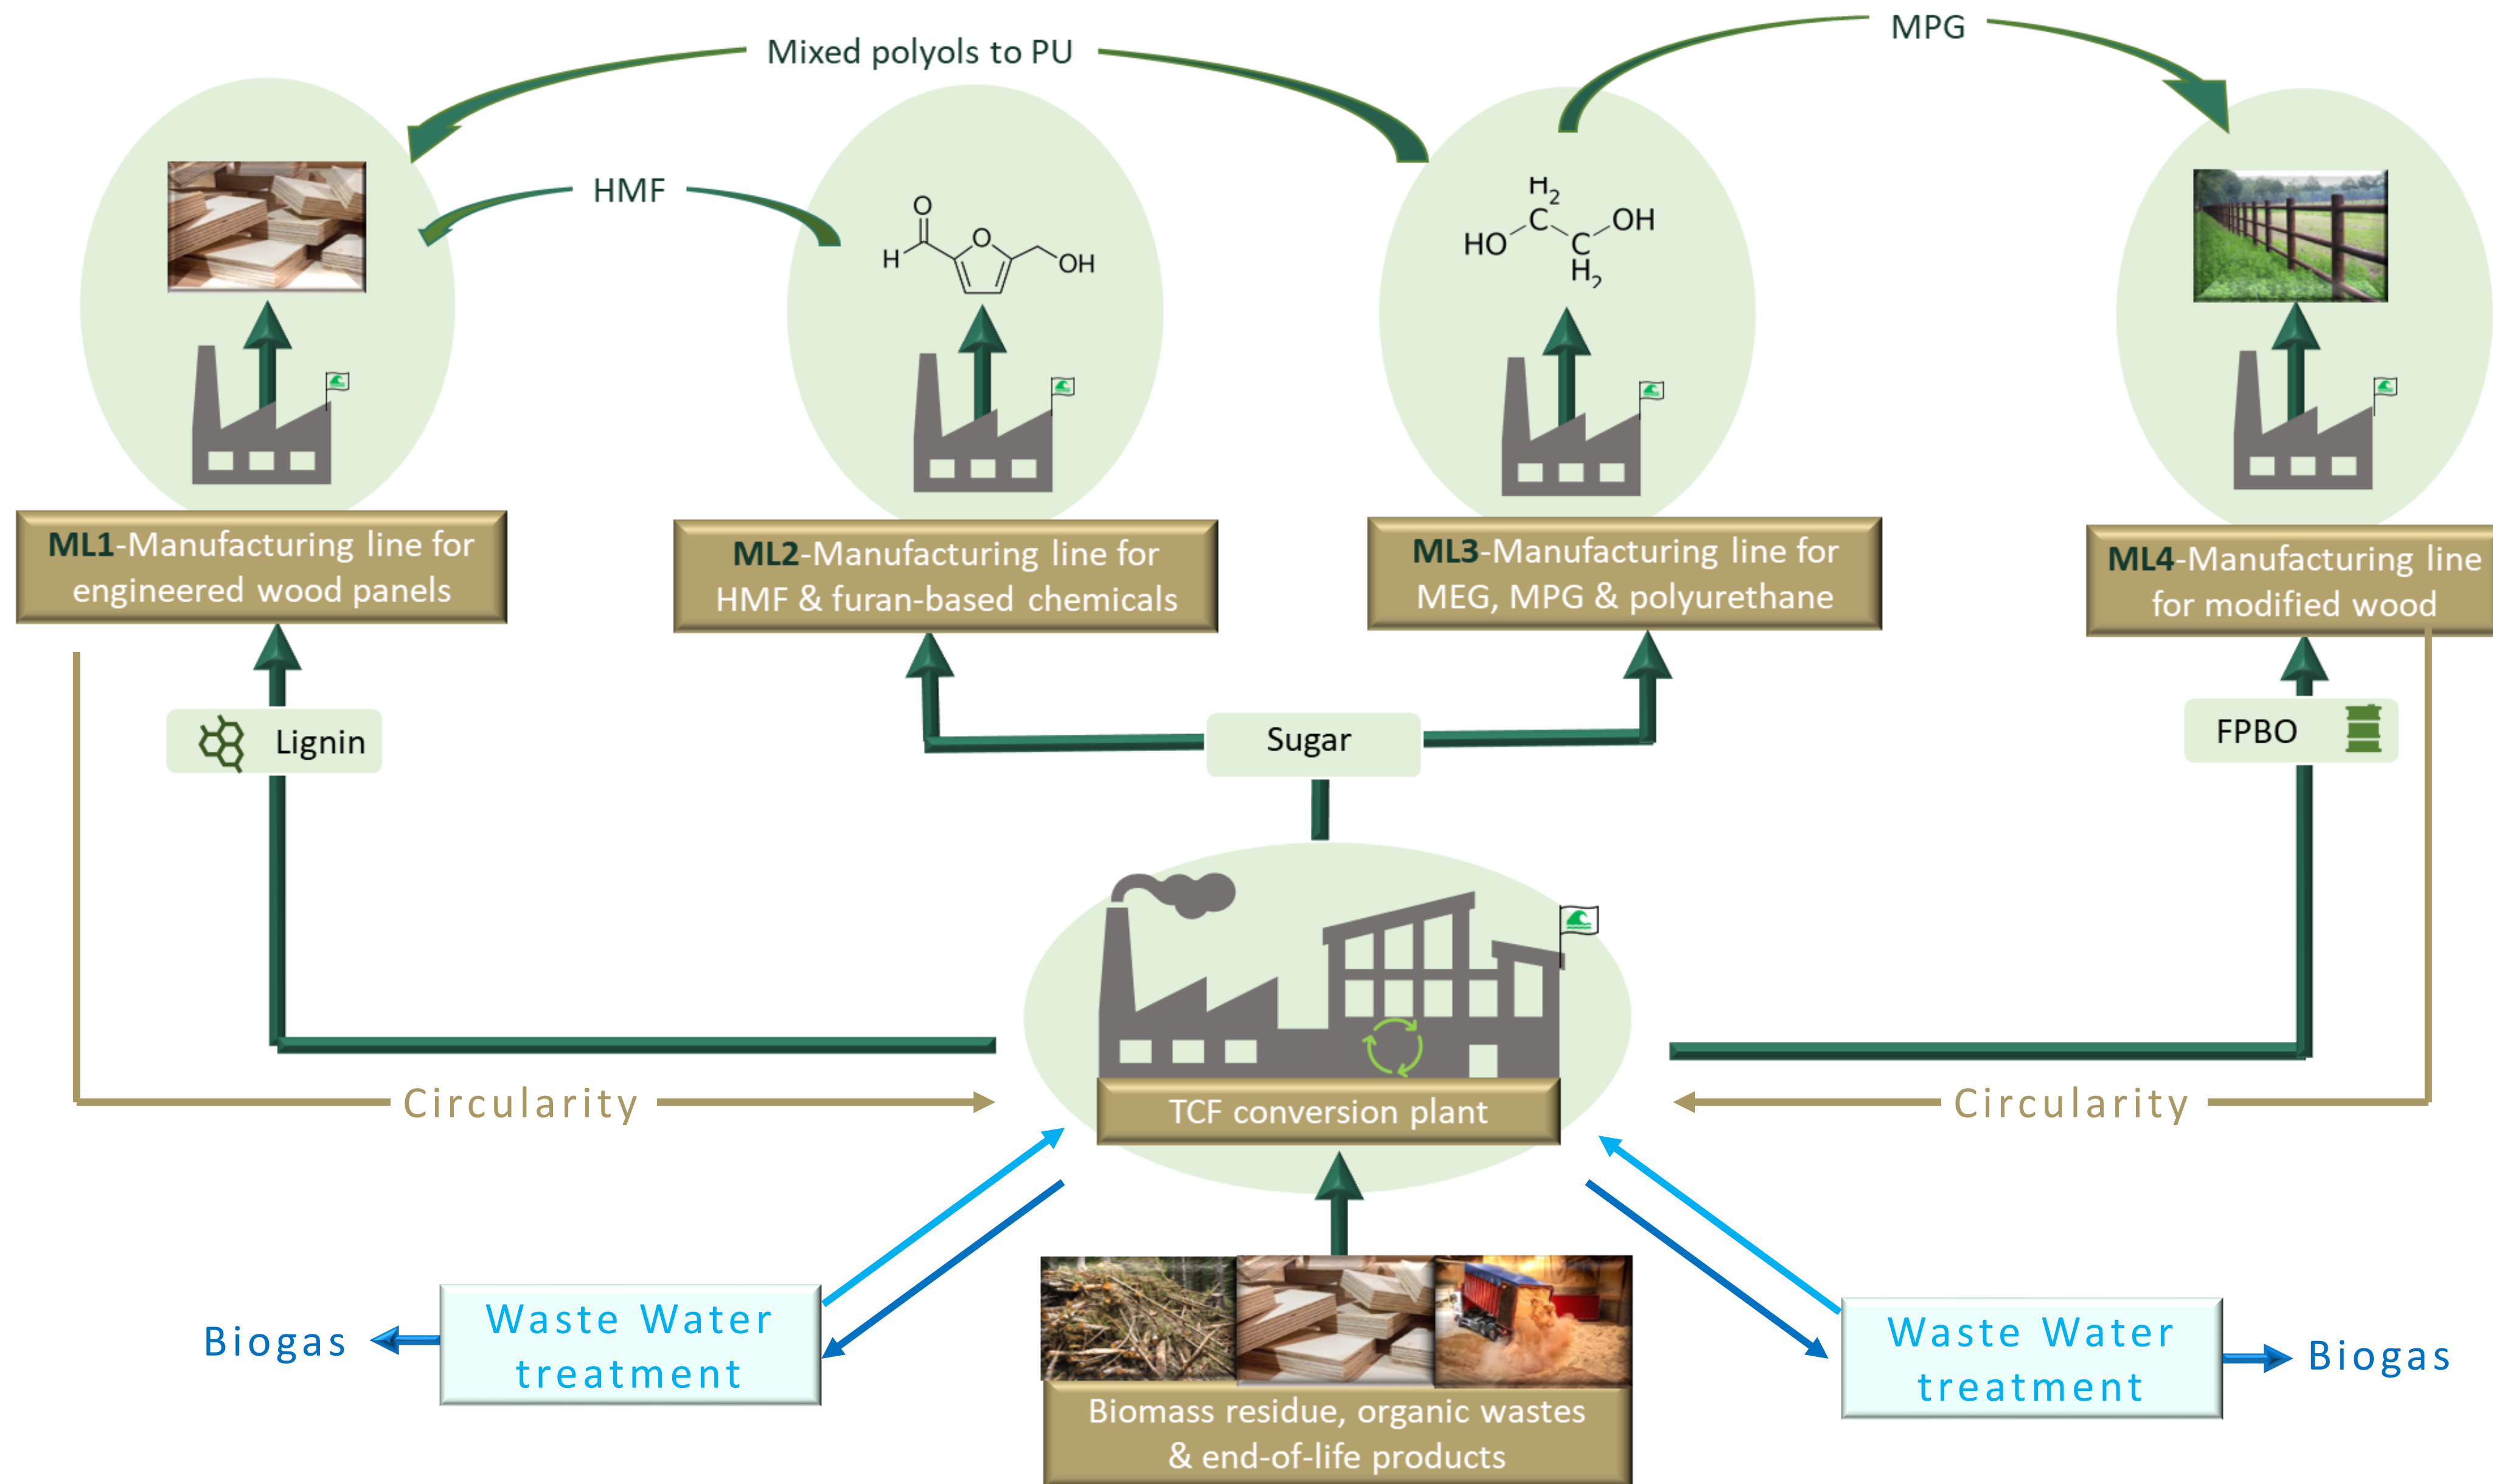 MPG
Mixed polyols to PU
HMF
O
H
O
OH
H2
C
OH
HO
C
H2
ML1-Manufacturing line for
engineered wood panels
ML2-Manufacturing line for
HMF & furan-based chemicals
ML3-Manufacturing line for
MEG, MPG & polyurethane
ML4-Manufacturing line
for modified wood
Lignin
Sugar
FPBO
Circularity
TCF conversion plant
Circularity
Biogas
Waste Water
treatment
Waste Water
treatment
Biogas
Biomass residue, organic wastes
& end-of-life products